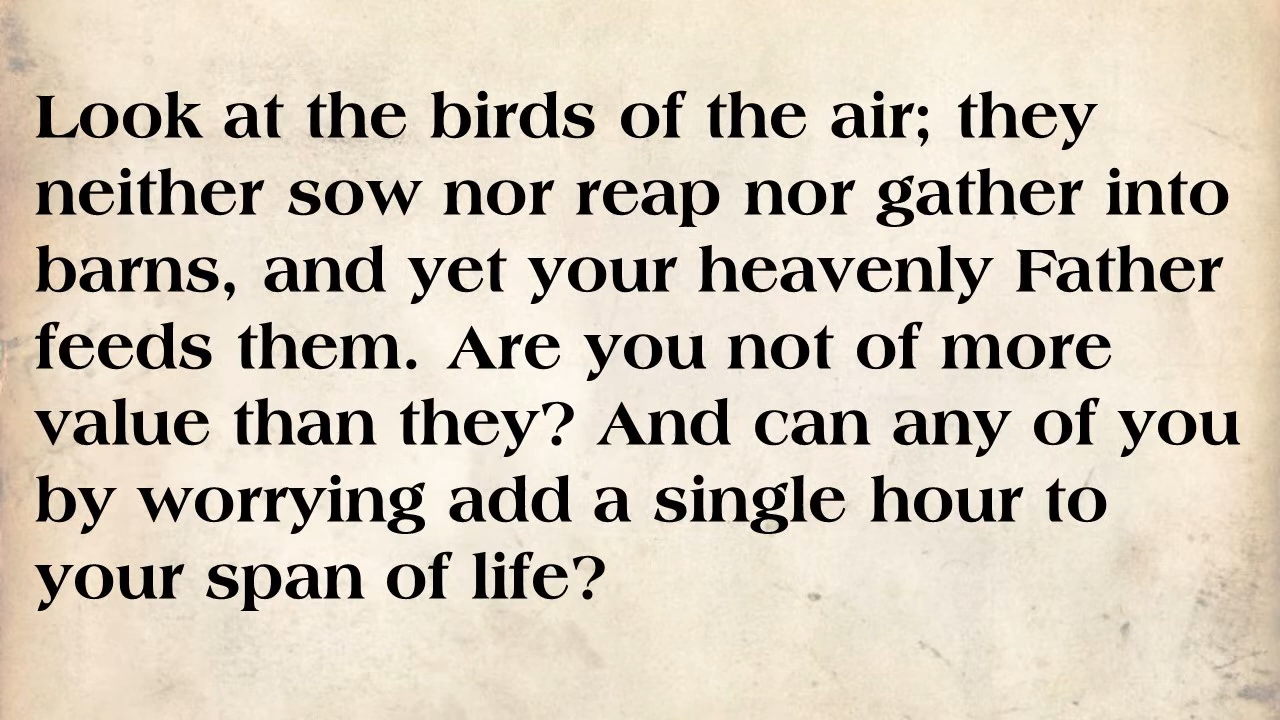 Look at the birds of the air; they
neither sow nor reap nor gather into
barns, and yet your heavenly Father
feeds them. Are you not of more
value than they? And can any of you
by worrying add a single hour to
your span of life?